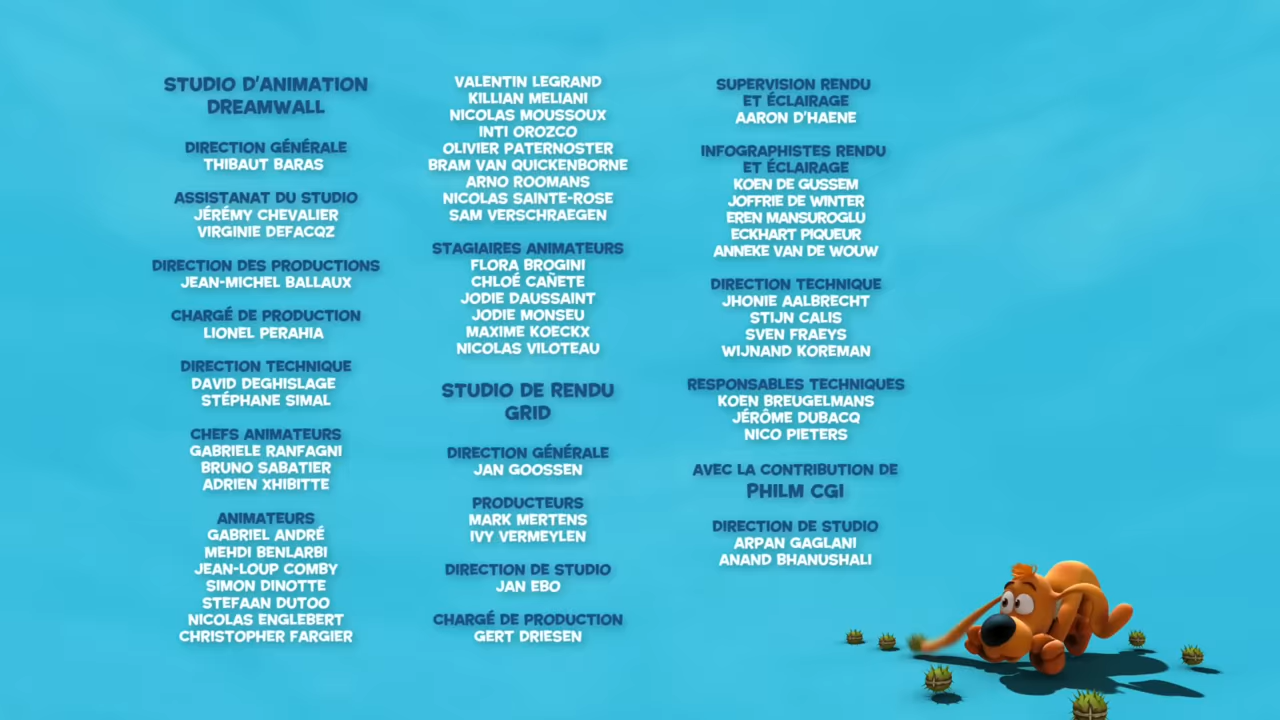 STUDIO D'ANIMATION
DREAMWALL
DIRECTION GÉNÉRALE
THIBAUT BARAS
ASSISTANAT DU STUDIO
JÉRÉMY CHEVALIER
VIRGINIE DEFACQZ
DIRECTION DES PRODUCTIONS
JEAN-MICHEL BALLAUX
CHARGÉ DE PRODUCTION
LIONEL PERAHIA
DIRECTION TECHNIQUE
DAVID DEGHISLAGE
STÉPHANE SIMAL
CHEFS ANIMATEURS
GABRIELE RANFAGNI
BRUNO SABATIER
ADRIEN XHIBITTE
ANIMATEURS
GABRIEL ANDRÉ
MEHDI BENLARBI
JEAN-LOUP COMBY
SIMON DINOTTE
STEFAAN DUTOO
NICOLAS ENGLEBERT
CHRISTOPHER FARGIER
VALENTIN LEGRAND
KILLIAN MELIANI
NICOLAS MOUSSOUX
INTI OROZCO
OLIVIER PATERNOSTER
BRAM VAN QUICKENBORNE
ARNO ROOMANS
NICOLAS SAINTE-ROSE
SAM VERSCHRAEGEN
STAGIAIRES ANIMATEURS
FLORA BROGINI
CHLOÉ CAÑETE
JODIE DAUSSAINT
JODIE MONSEU
MAXIME KOECKX
NICOLAS VILOTEAU
STUDIO DE RENDU
GRID
DIRECTION GÉNÉRALE
JAN GOOSSEN
PRODUCTEURS
MARK MERTENS
IVY VERMEYLEN
DIRECTION DE STUDIO
JAN EBO
CHARGÉ DE PRODUCTION
GERT DRIESEN
SUPERVISION RENDU
ET ÉCLAIRAGE
AARON D'HAENE
INFOGRAPHISTES RENDU
ET ÉCLAIRAGE
KOEN DE GUSSEM
JOFFRIE DE WINTER
EREN MANSUROGLU
ECKHART PIQUEUR
ANNEKE VAN DE WOUW
DIRECTION TECHNIQUE
JHONIE AALBRECHT
STIJN CALIS
SVEN FRAEYS
WIJNAND KOREMAN
RESPONSABLES TECHNIQUES
KOEN BREUGELMANS
JÉRÔME DUBACQ
NICO PIETERS
AVEC LA CONTRIBUTION DE
PHILM CGI
DIRECTION DE STUDIO
ARPAN GAGLANI
ANAND BHANUSHALI